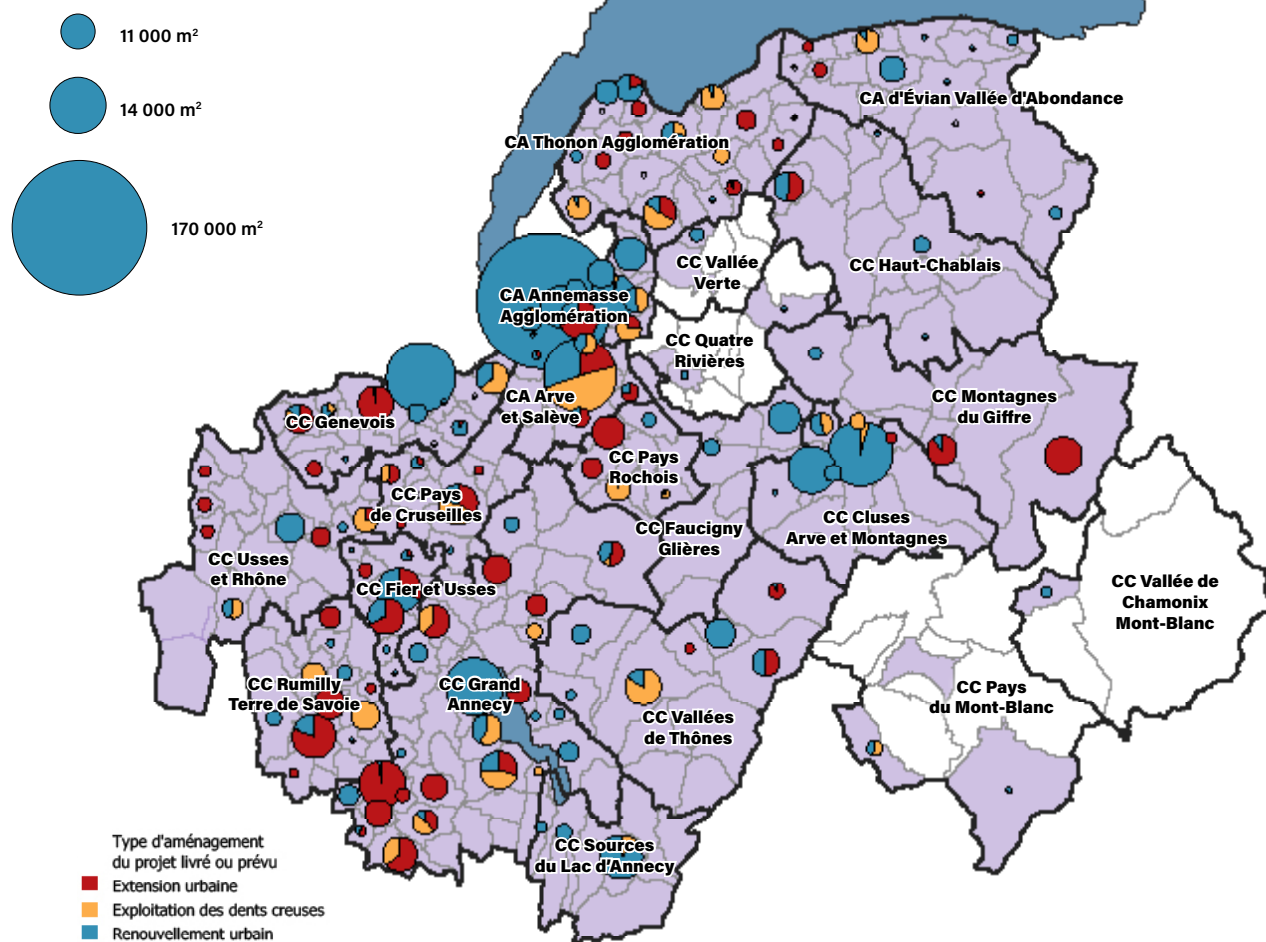 11 000 m²
14 000 m²
170 000 m²
CA d'Évian Vallée d'Abondance
CA Thonon Agglomération
CC Vallée
Verte
CC Haut-Chablais
CA Annemasse
Agglomération
CC Quatre
Rivières
CA Arve
et Salève
CC Montagnes
du Giffre
CC Genevois
CC Pays
Rochois
CC Pays
de Cruseilles
CC Faucigny
Glières
CC Cluses
Arve et Montagnes
CC Usses
et Rhône
CC Fier et Usses
CC Vallée de
Chamonix
Mont-Blanc
CC Rumilly
Terre de Savoie
CC Grand
Annecy
CC Vallées
de Thônes
CC Pays
du Mont-Blanc
CC Sources
du Lac d'Annecy
Type d'aménagement
du projet livré ou prévu
Extension urbaine
Exploitation des dents creuses
Renouvellement urbain